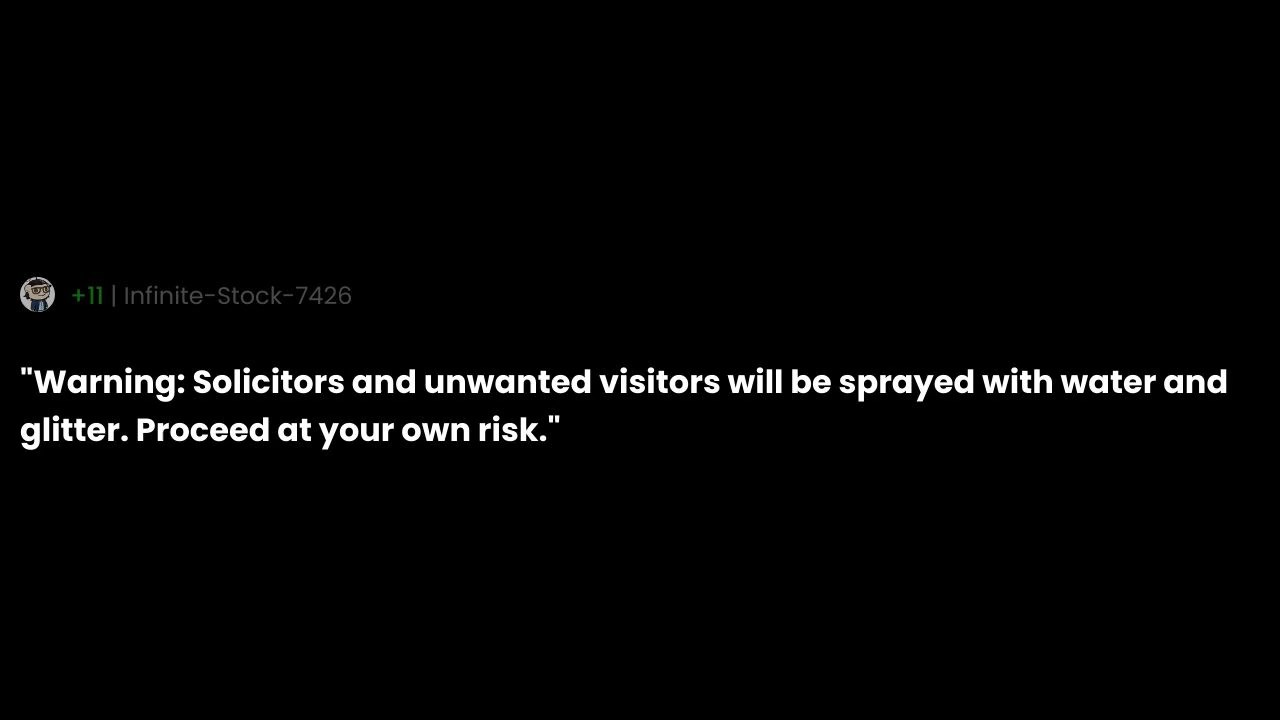 +11 | Infinite-Stock-7426
"Warning: Solicitors and unwanted visitors will be sprayed with water and
glitter. Proceed at your own risk."